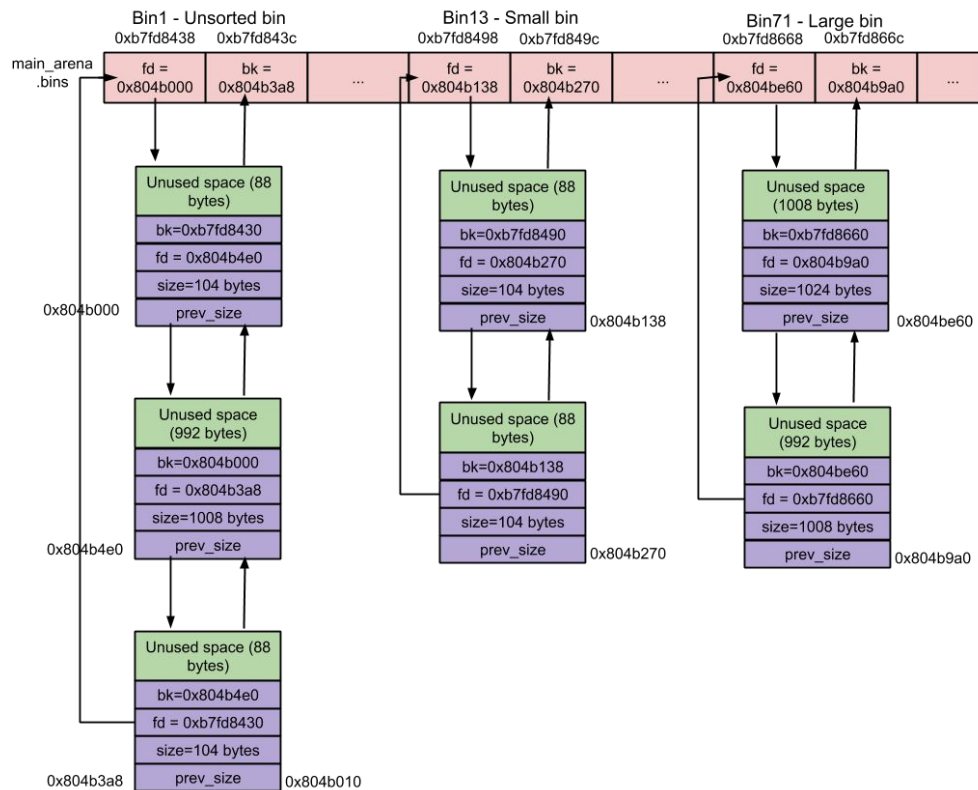 Bin1 - Unsorted bin
0xb7fd8438 0xb7fd843c
Bin13 - Small bin
0xb7fd8498 0xb7fd849c
Bin71 - Large bin
0xb7fd8668 0xb7fd866c
main_arena
.bins
fd =
0x804b000
bk =
0x804b3a8
...
fd =
0x804b138
bk =
0x804b270
...
fd =
0x804be60
bk =
0x804b9a0
...
Unused space (88
bytes)
bk=0xb7fd8430
fd = 0x804b4e0
size=104 bytes
prev_size
0x804b000
Unused space
(992 bytes)
bk=0x804b000
fd = 0x804b3a8
size=1008 bytes
prev_size
0x804b4e0
Unused space (88
bytes)
bk=0x804b4e0
fd = 0xb7fd8430
size=104 bytes
prev_size
0x804b3a8
0x804b010
Unused space (88
bytes)
bk=0xb7fd8490
fd = 0x804b270
size=104 bytes
prev_size
0x804b138
Unused space (88
bytes)
bk=0x804b138
fd = 0xb7fd8490
size=104 bytes
prev_size
0x804b270
Unused space
(1008 bytes)
bk=0xb7fd8660
fd = 0x804b9a0
size=1024 bytes
prev_size
0x804be60
Unused space
(992 bytes)
bk=0x804be60
fd = 0xb7fd8660
size=1008 bytes
prev_size
0x804b9a0